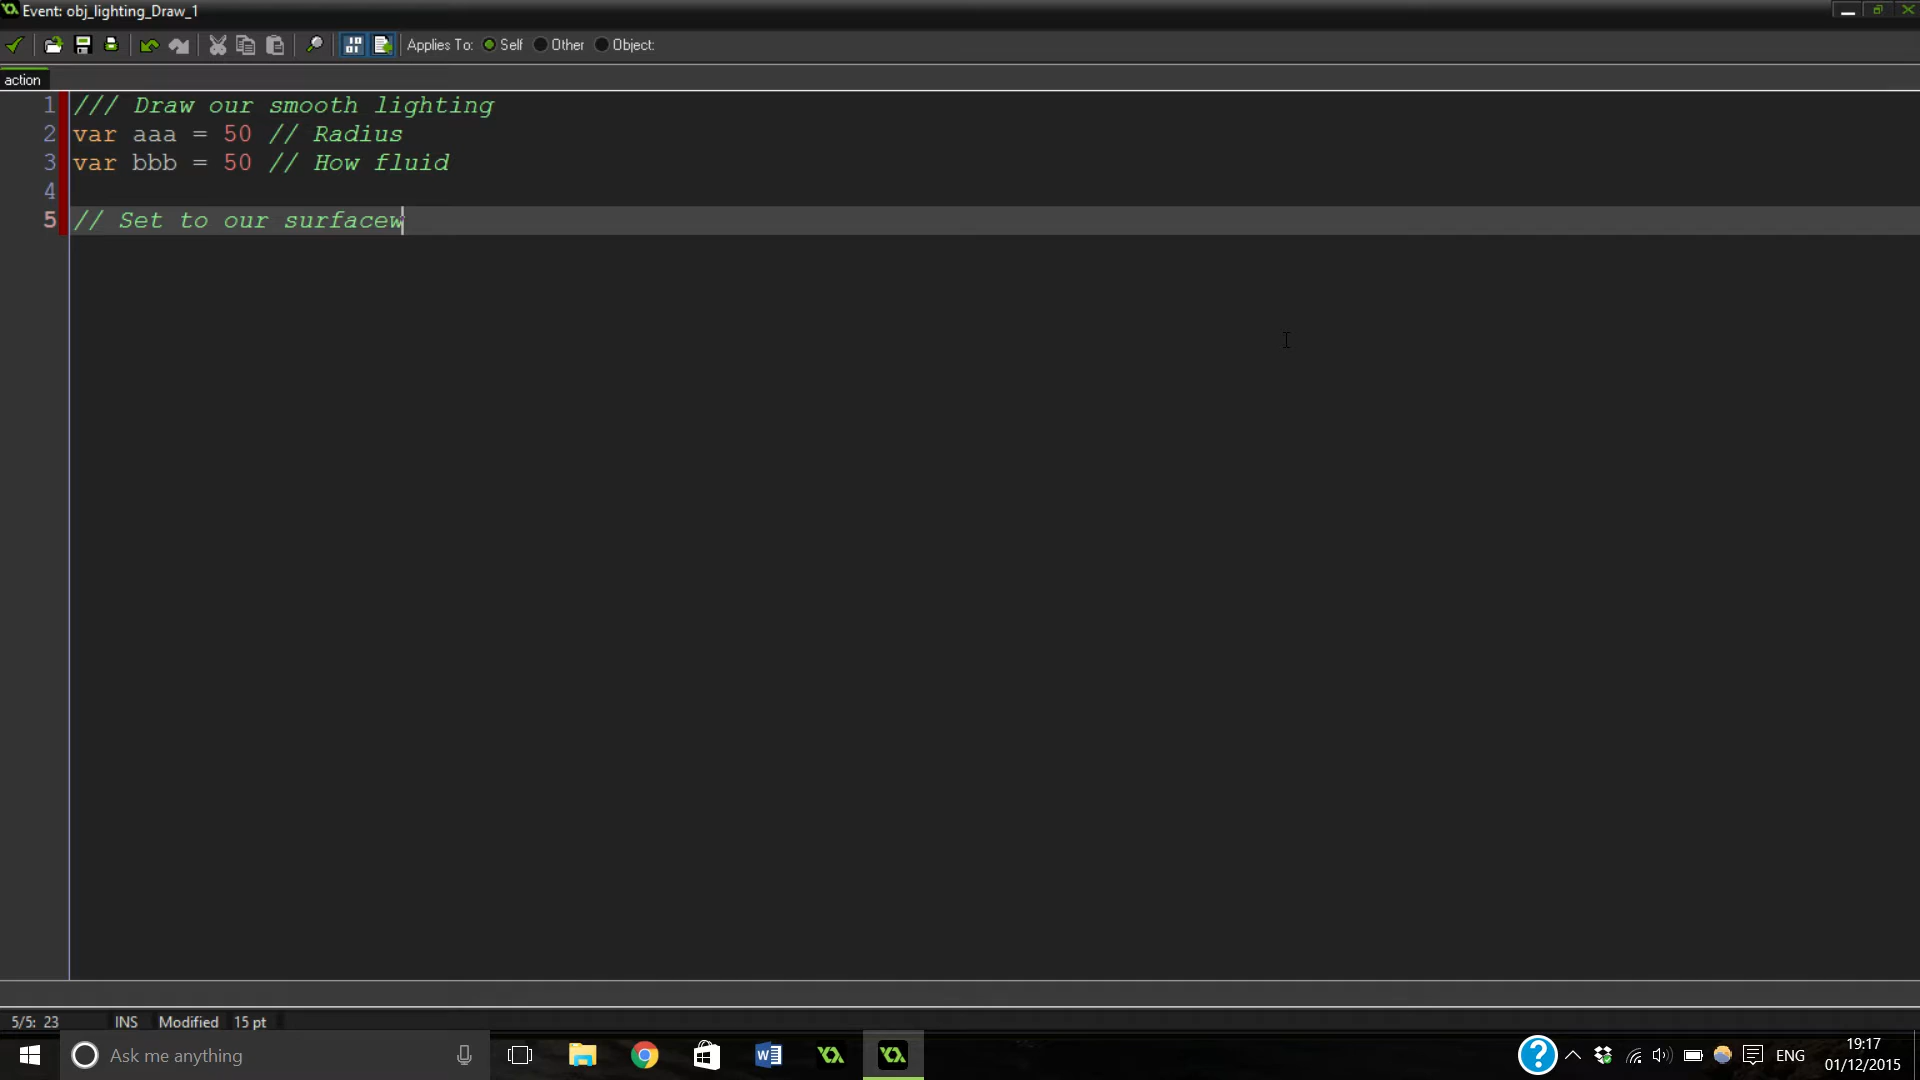 Event: obj_lighting_Draw_1
Applies To: Self Other Object:
action
1 /// Draw our smooth lighting
2 var aaa = 50 // Radius
3 var bbb = 50 // How fluid
4
5 // Set to our surfacew
5/5: 23 INS Modified 15 pt
Ask me anything
ENG
19:17
01/12/2015